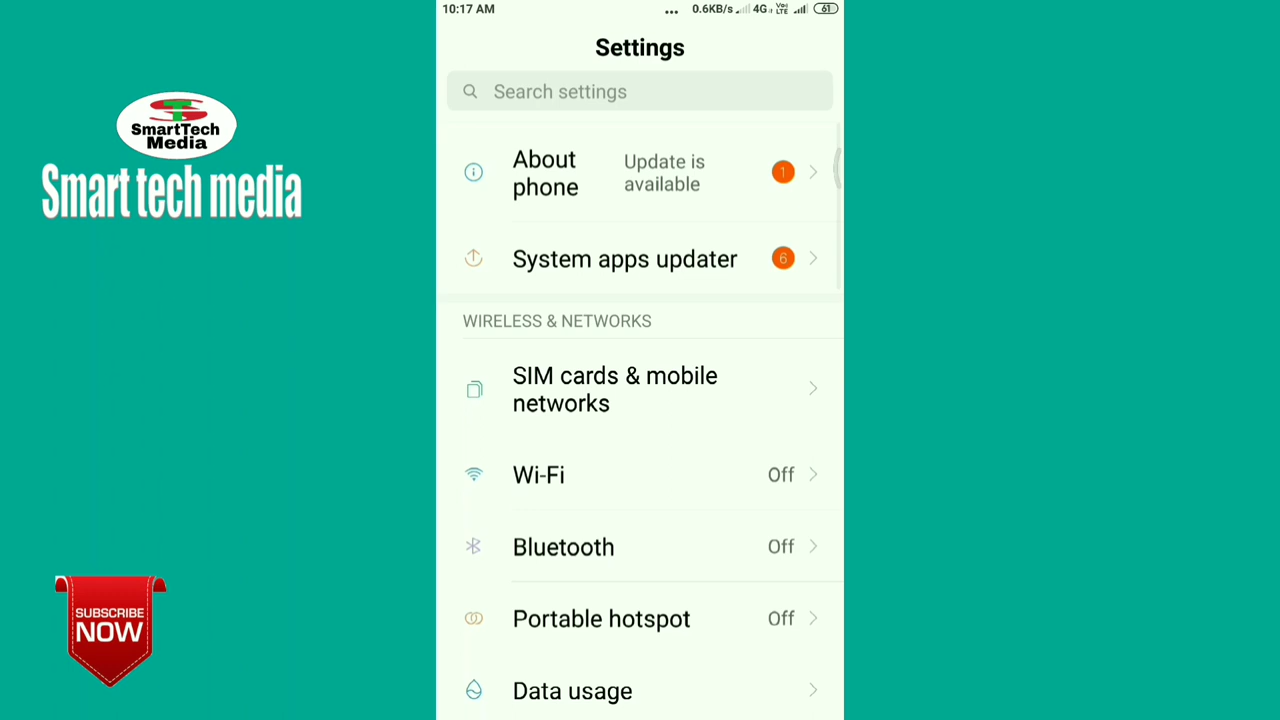 10:17 AM ... 0.6KB/s 4G Vo) LTE 61
Settings
Search settings
SmartTech
Media
Smart tech media
About phone
Update is available
1
System apps updater 6
WIRELESS & NETWORKS
SIM cards & mobile
networks
Wi-Fi Off
Bluetooth Off
Portable hotspot Off
Data usage
SUBSCRIBE
NOW